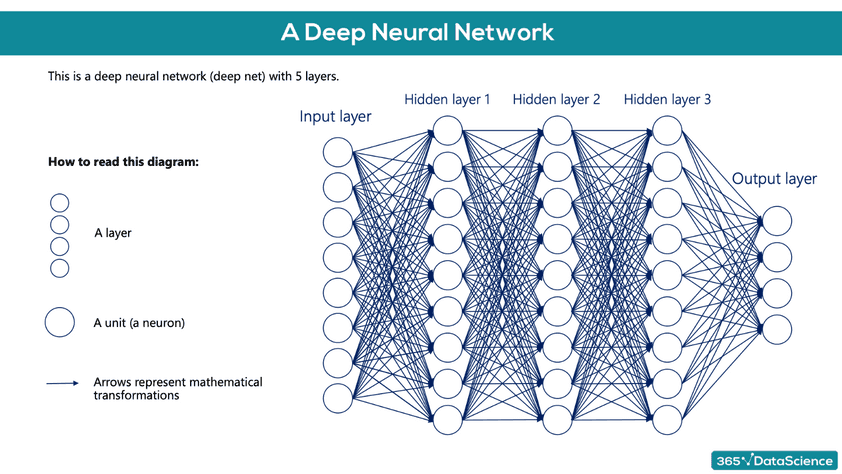 A Deep Neural Network
This is a deep neural network (deep net) with 5 layers.
Hidden layer 1
Hidden layer 2
Hidden layer 3
Input layer
How to read this diagram:
Output layer
A layer
A unit (a neuron)
Arrows represent mathematical
transformations
365√DataScience